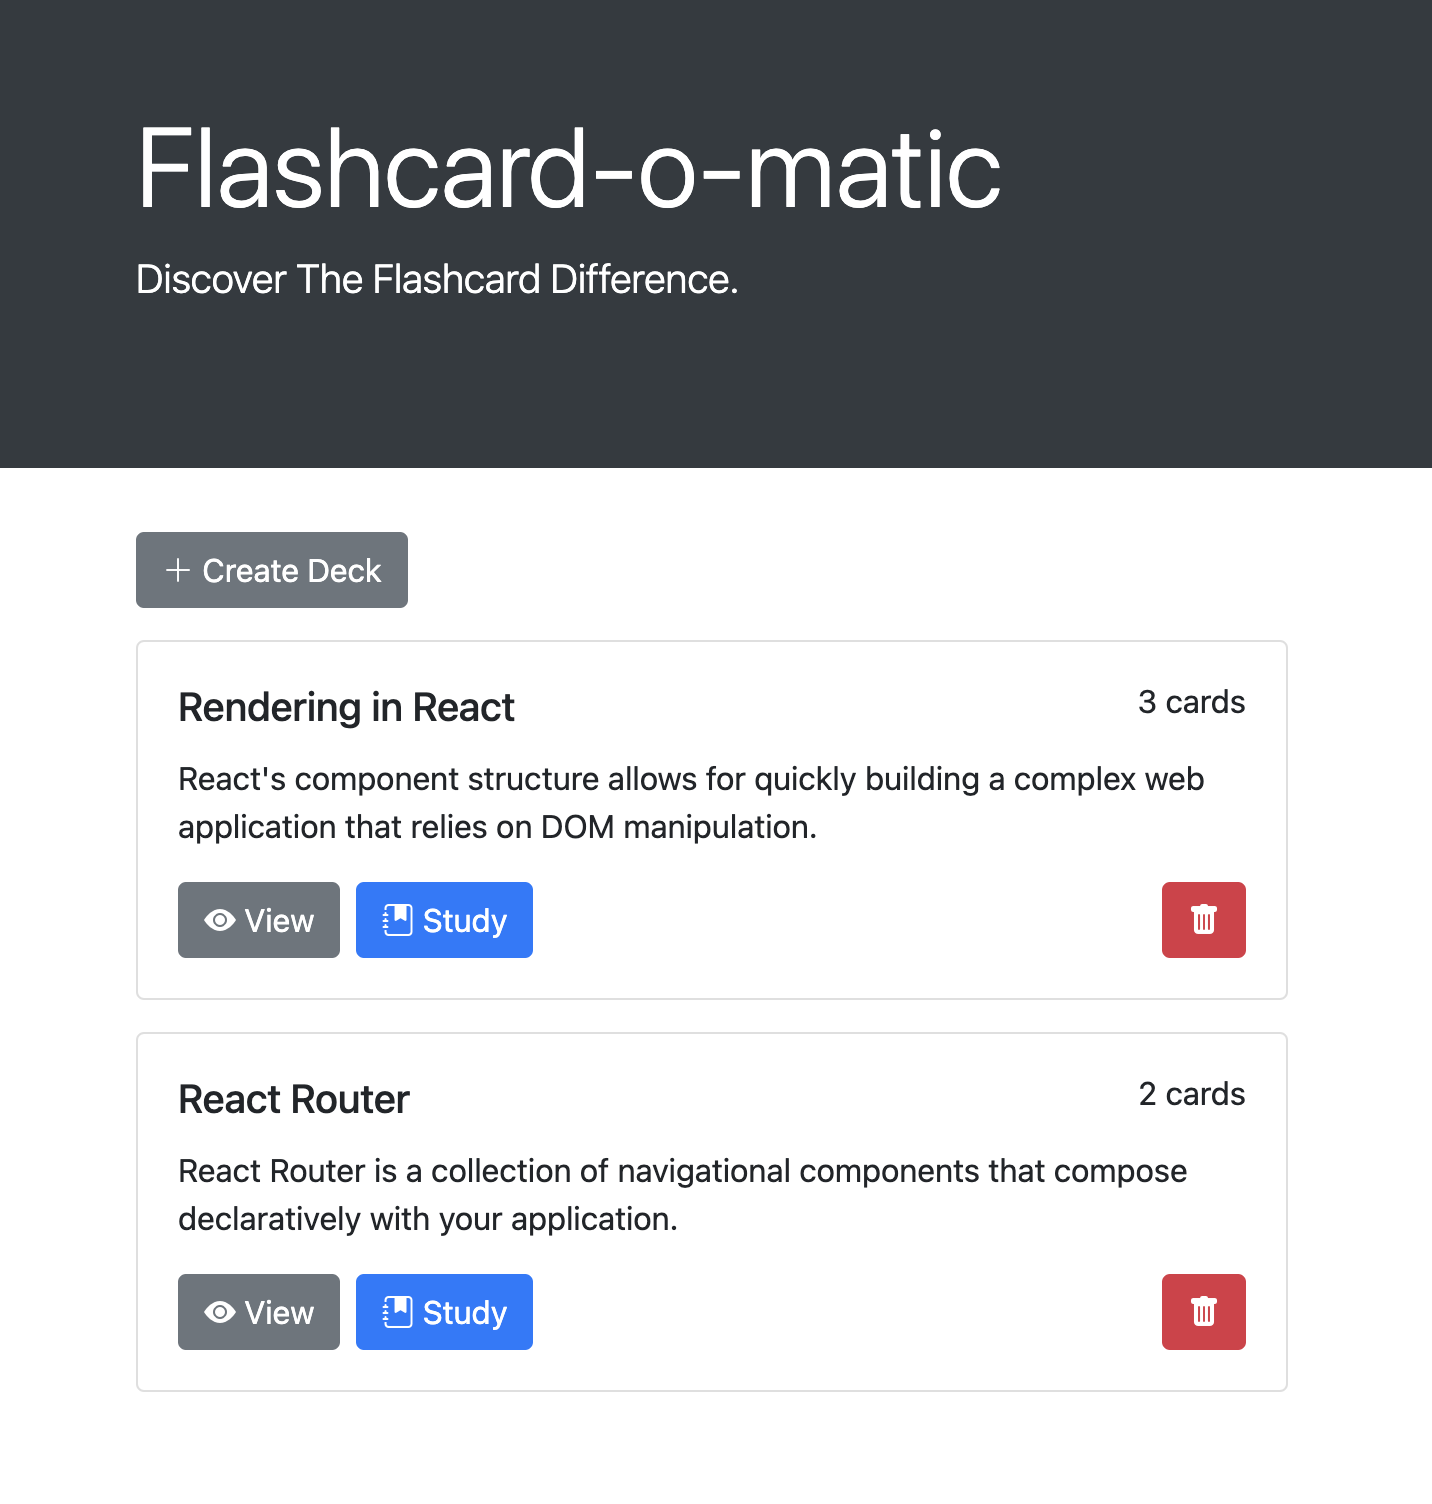 Flashcard-o-matic
Discover The Flashcard Difference.
Create Deck
Rendering in React
3 cards
React's component structure allows for quickly building a complex web
application that relies on DOM manipulation.
View
Study
React Router
2 cards
React Router is a collection of navigational components that compose
declaratively with your application.
View
Study